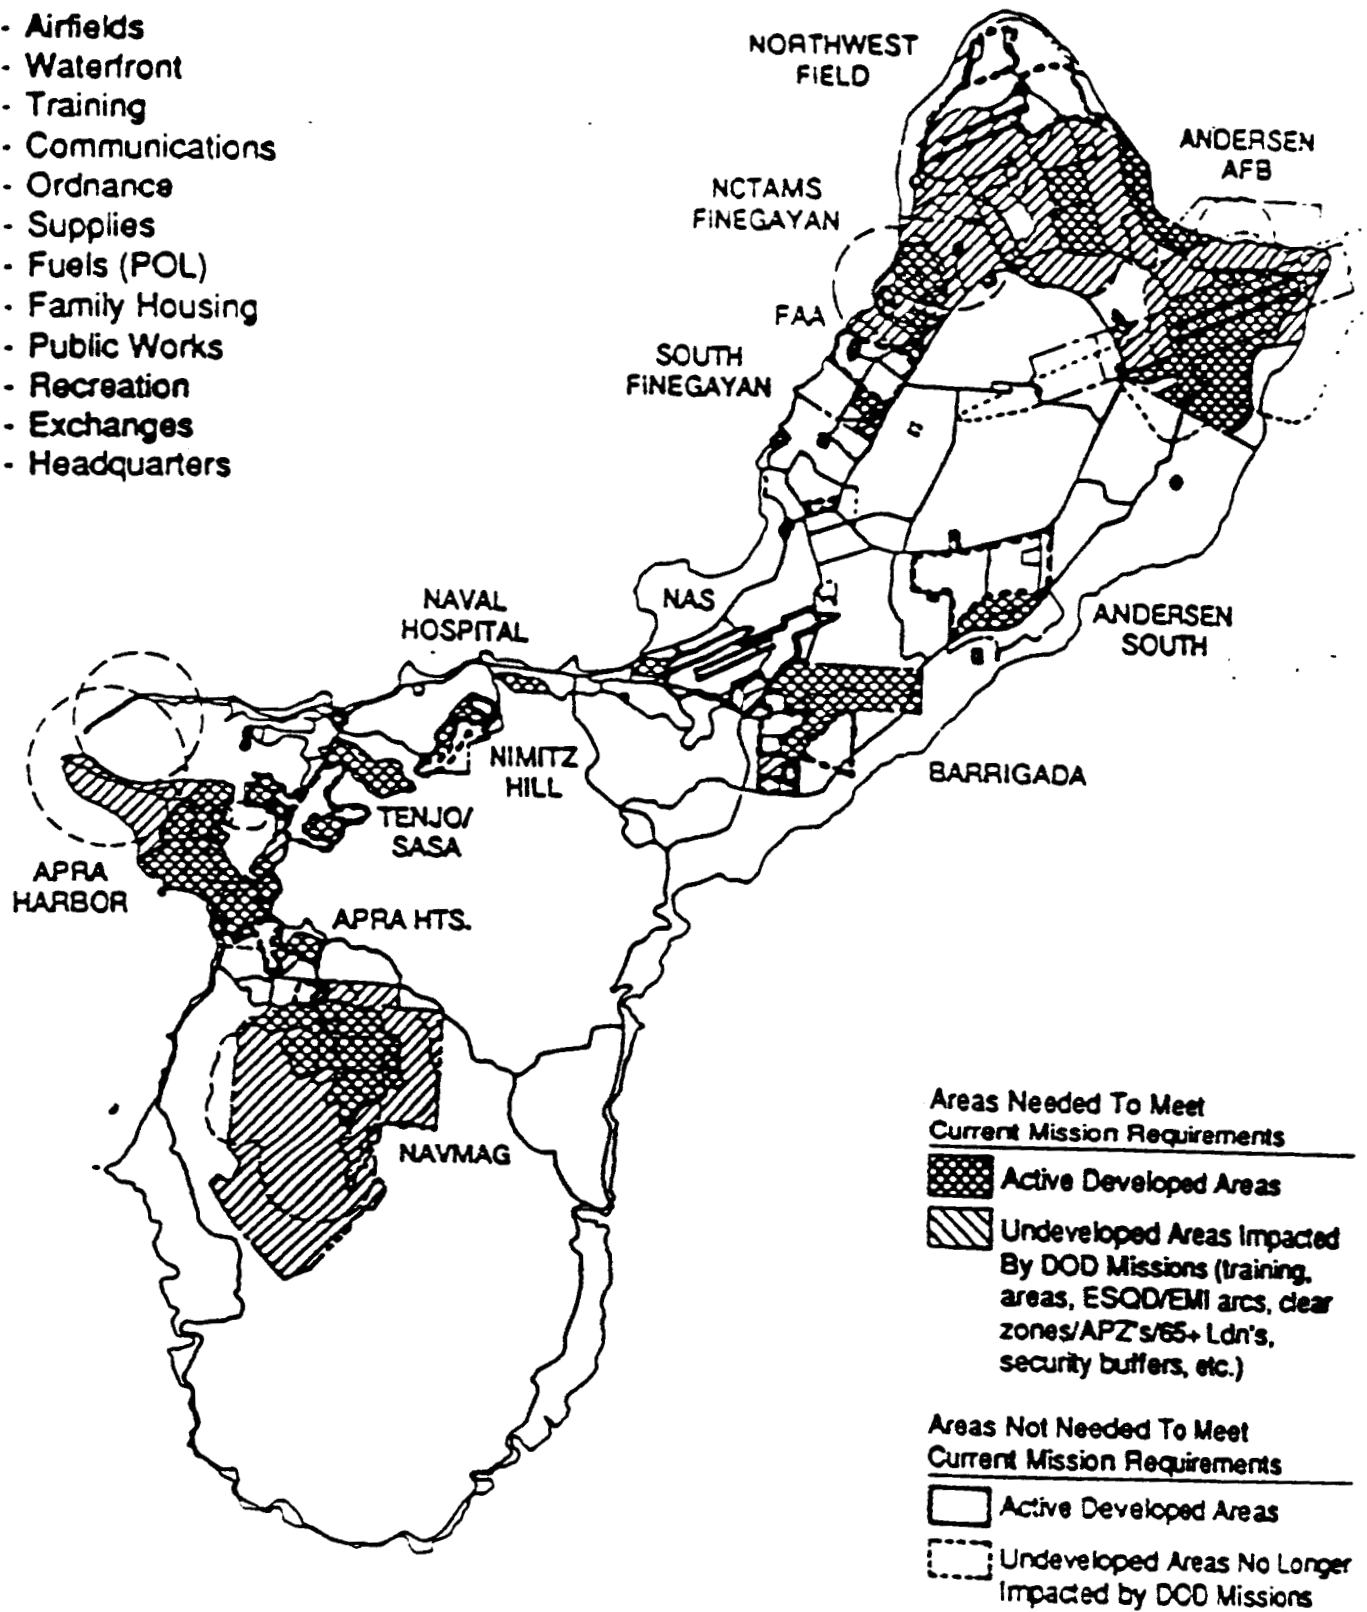 - Airfields
- Waterfront
- Training
- Communications
- Ordnance
- Supplies
- Fuels (POL)
- Family Housing
- Public Works
- Recreation
- Exchanges
- Headquarters
NORTHWEST
FIELD
ANDERSEN
AFB
NCTAMS
FINEGAYAN
FAA
SOUTH
FINEGAYAN
NAS
NAVAL
HOSPITAL
ANDERSEN
SOUTH
NIMITZ
HILL
BARRIGADA
TENJO/
SASA
APRA
HARBOR
APRA HTS.
NAVMAG
Areas Needed To Meet
Current Mission Requirements
Active Developed Areas
Undeveloped Areas Impacted
By DOD Missions (training,
areas, ESQD/EMI arcs, clear
zones/APZ's/65+ Ldn's,
security buffers, etc.)
Areas Not Needed To Meet
Current Mission Requirements
Active Developed Areas
Undeveloped Areas No Longer
Impacted by DOD Missions